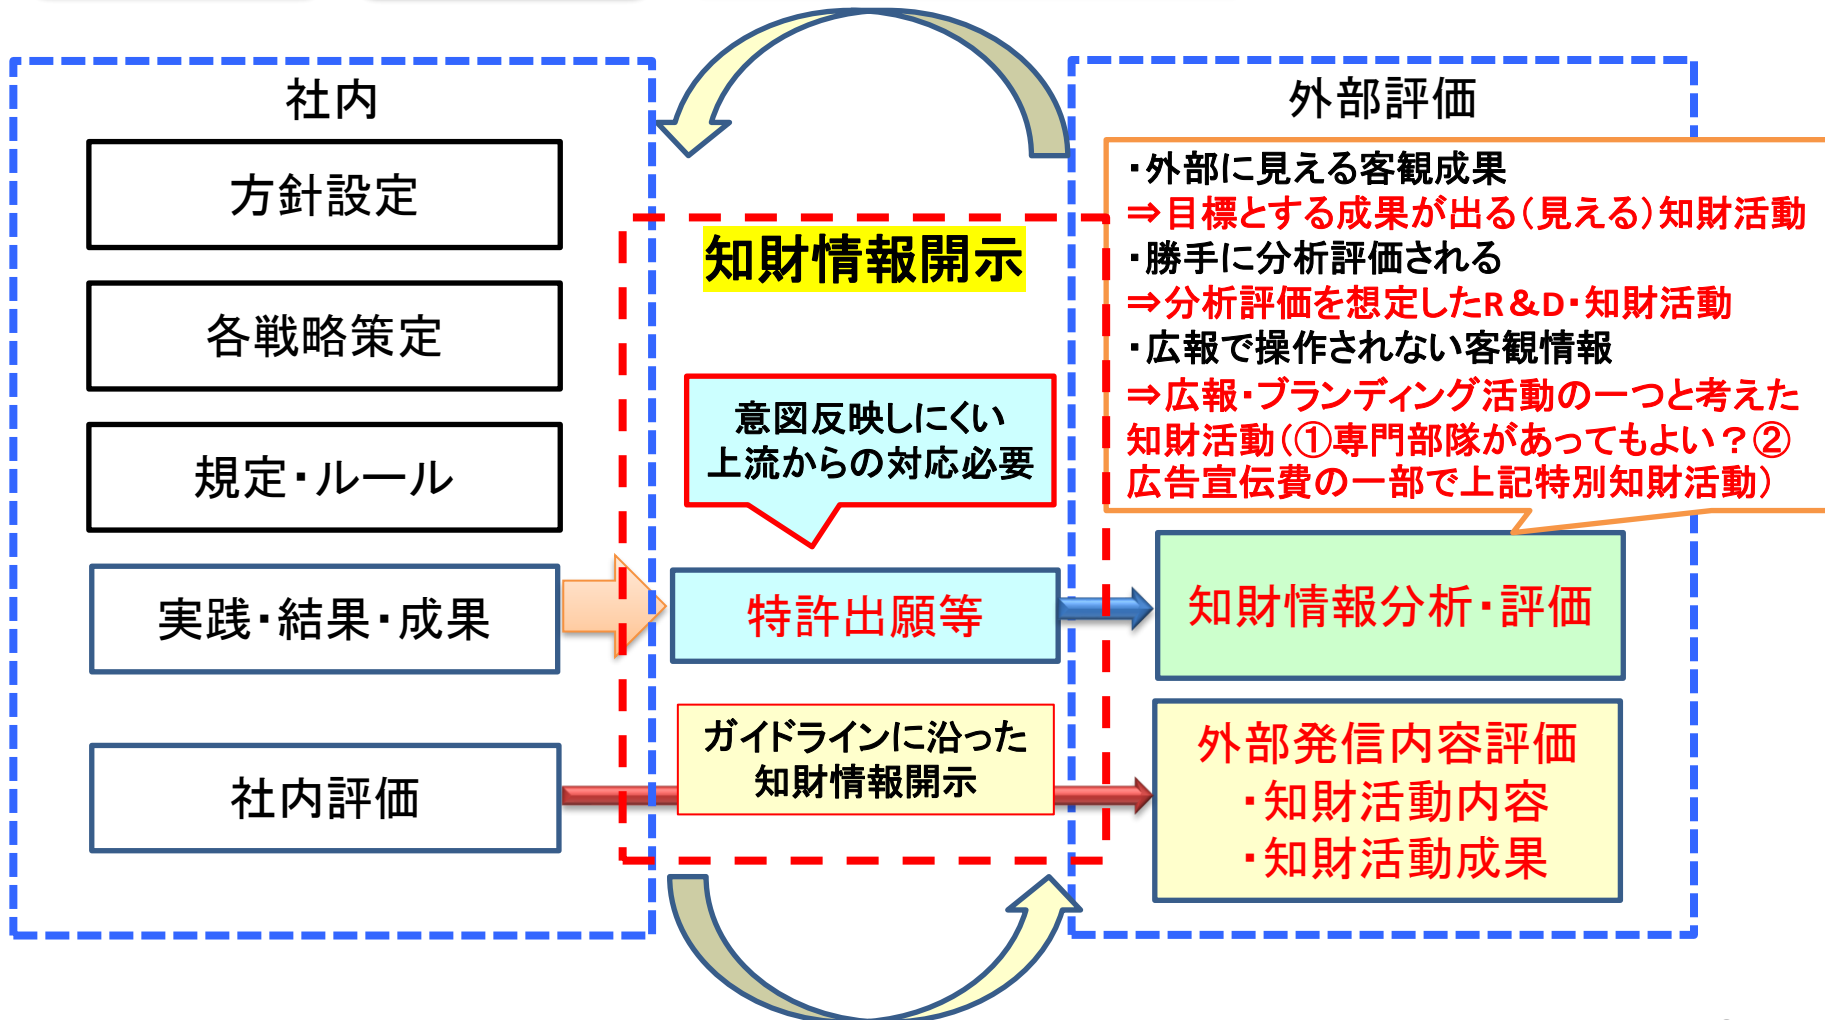 社内
方針設定
各戦略策定
規定・ルール
実践・結果・成果
社内評価
知財情報開示
意図反映しにくい
上流からの対応必要
特許出願等
ガイドラインに沿った
知財情報開示
外部評価
・外部に見える客観成果
⇒目標とする成果が出る（見える）知財活動
・勝手に分析評価される
⇒分析評価を想定したR＆D・知財活動
・広報で操作されない客観情報
⇒広報・ブランディング活動の一つと考えた
知財活動（①専門部隊があってもよい？②
広告宣伝費の一部で上記特別知財活動）
知財情報分析・評価
外部発信内容評価
・知財活動内容
・知財活動成果